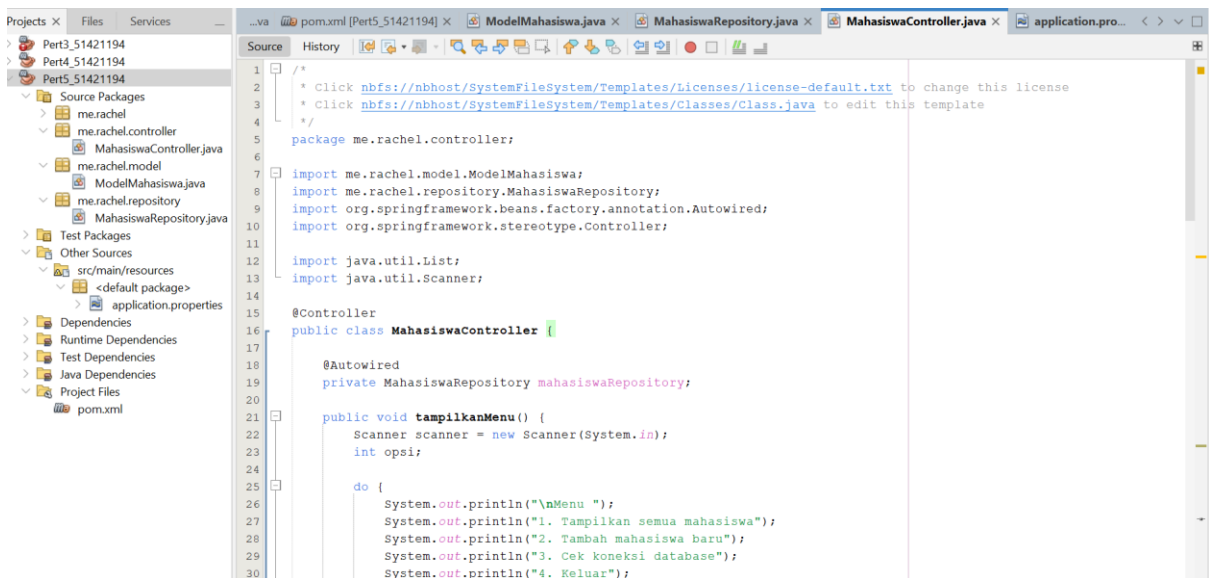 Projects Files Services
Pert3_51421194
Pert4_51421194
Pert5_51421194
Source Packages
me.rachel
me.rachel.controller
MahasiswaController.java
me.rachel.model
ModelMahasiswa.java
me.rachel.repository
MahasiswaRepository.java
Test Packages
Other Sources
src/main/resources
<default package>
application.properties
Dependencies
Runtime Dependencies
Test Dependencies
Java Dependencies
Project Files
pom.xml
...va pom.xml [Pert5_51421194] ModelMahasiswa.java MahasiswaRepository.java MahasiswaController.java application.pro...
Source History
1 /*
2 * Click nbfs://nbhost/SystemFileSystem/Templates/Licenses/license-default.txt to change this license
3 * Click nbfs://nbhost/SystemFileSystem/Templates/Classes/Class.java to edit this template
4 */
5 package me.rachel.controller;
6
7 import me.rachel.model.ModelMahasiswa;
8 import me.rachel.repository.MahasiswaRepository;
9 import org.springframework.beans.factory.annotation.Autowired;
10 import org.springframework.stereotype.Controller;
11
12 import java.util.List;
13 import java.util.Scanner;
14
15 @Controller
16 public class MahasiswaController {
17
18 @Autowired
19 private MahasiswaRepository mahasiswaRepository;
20
21 public void tampilkanMenu() {
22 Scanner scanner = new Scanner(System.in);
23 int opsi;
24
25 do {
26 System.out.println("\nMenu ");
27 System.out.println("1. Tampilkan semua mahasiswa");
28 System.out.println("2. Tambah mahasiswa baru");
29 System.out.println("3. Cek koneksi database");
30 System.out.println("4. Keluar");